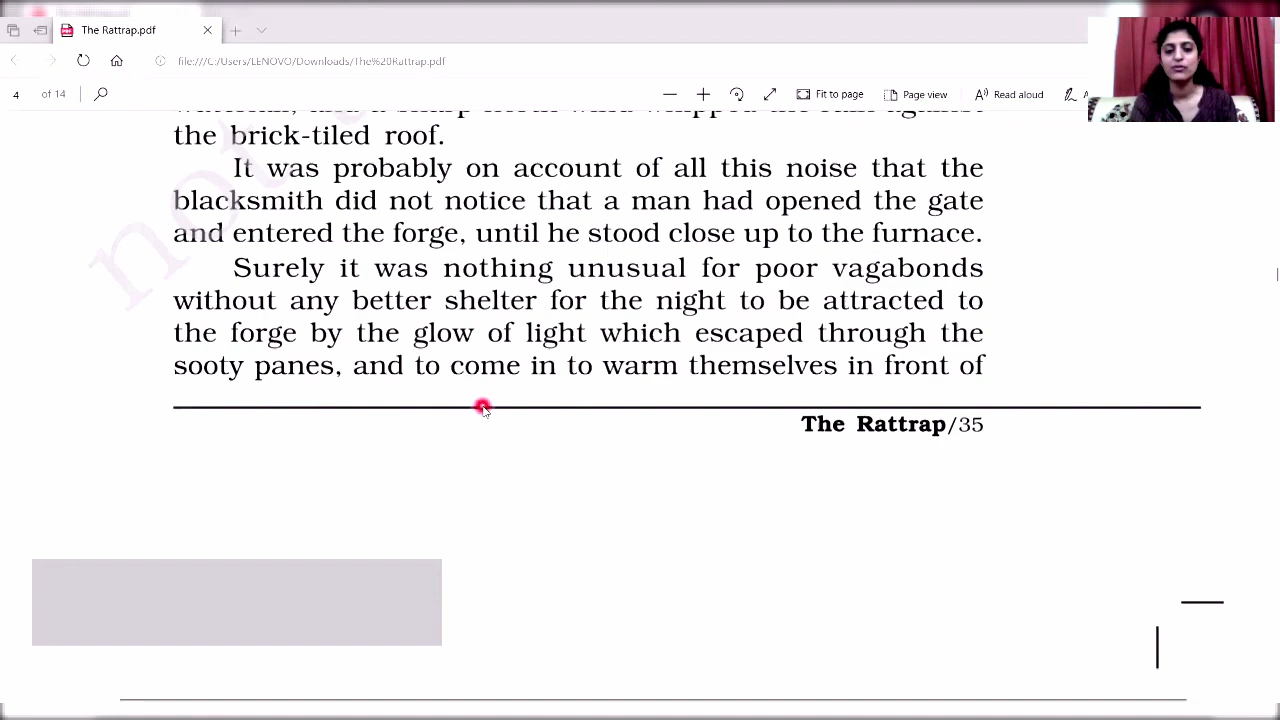 The Rattrap.pdf
file:///C:/Users/LENOVO/Downloads/The%20Rattrap.pdf
4 of 14
Fit to page
Page view
Read aloud
the brick-tiled roof.
It was probably on account of all this noise that the
blacksmith did not notice that a man had opened the gate
and entered the forge, until he stood close up to the furnace.
Surely it was nothing unusual for poor vagabonds
without any better shelter for the night to be attracted to
the forge by the glow of light which escaped through the
sooty panes, and to come in to warm themselves in front of
The Rattrap/35
not